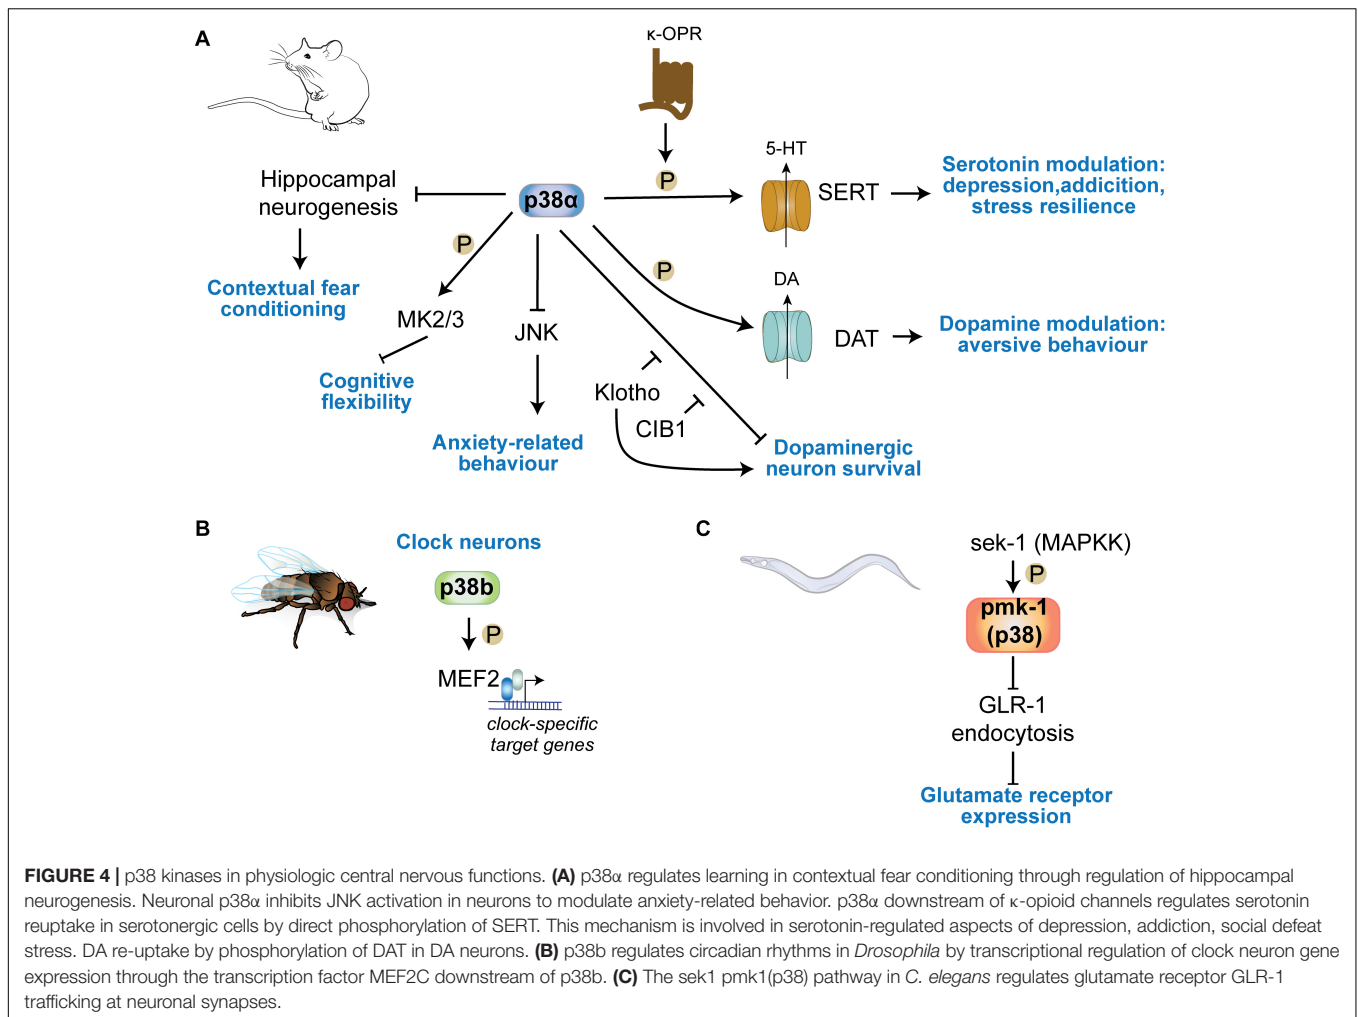 A
κ-OPR
P
5-HT
SERT
Serotonin modulation:
depression,addicition,
stress resilience
Hippocampal
neurogenesis
p38α
P
P
Contextual fear
conditioning
MK2/3
JNK
DA
DAT
Dopamine modulation:
aversive behaviour
Cognitive
flexibility
Klotho
CIB1
Anxiety-related
behaviour
Dopaminergic
neuron survival
B
Clock neurons
p38b
P
MEF2
clock-specific
target genes
C
sek-1 (MAPKK)
P
pmk-1
(p38)
GLR-1
endocytosis
Glutamate receptor
expression
FIGURE 4 | p38 kinases in physiologic central nervous functions. (A) p38α regulates learning in contextual fear conditioning through regulation of hippocampal
neurogenesis. Neuronal p38α inhibits JNK activation in neurons to modulate anxiety-related behavior. p38α downstream of κ-opioid channels regulates serotonin
reuptake in serotonergic cells by direct phosphorylation of SERT. This mechanism is involved in serotonin-regulated aspects of depression, addiction, social defeat
stress. DA re-uptake by phosphorylation of DAT in DA neurons. (B) p38b regulates circadian rhythms in Drosophila by transcriptional regulation of clock neuron gene
expression through the transcription factor MEF2C downstream of p38b. (C) The sek1 pmk1(p38) pathway in C. elegans regulates glutamate receptor GLR-1
trafficking at neuronal synapses.